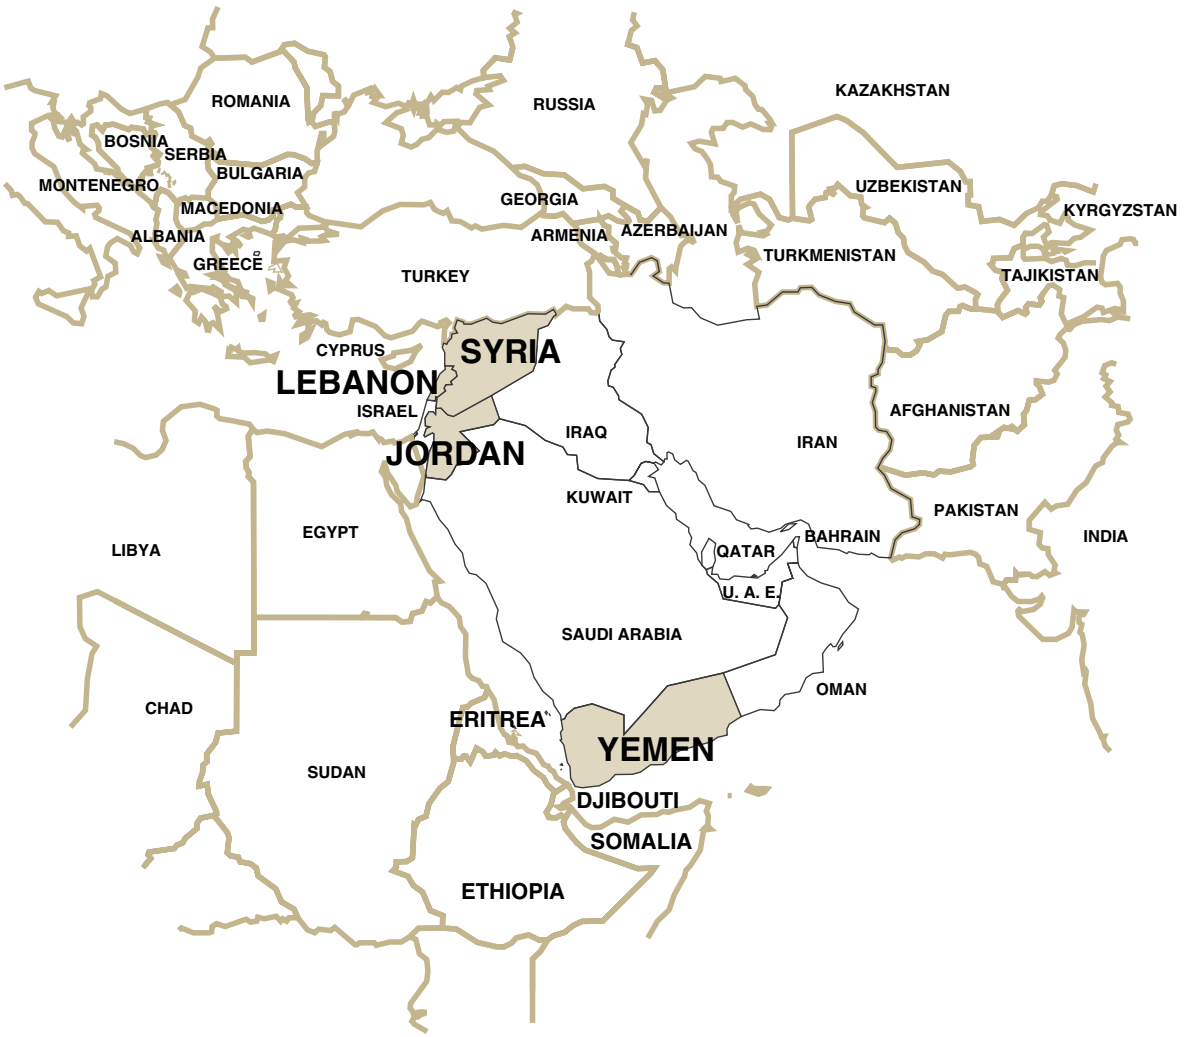 KAZAKHSTAN
ROMANIA
RUSSIA
BOSNIA
SERBIA
BULGARIA
MONTENEGRO
UZBEKISTAN
GEORGIA
MACEDONIA
KYRGYZSTAN
ALBANIA
ARMENIA
AZERBAIJAN
GREECE
TURKMENISTAN
TURKEY
TAJIKISTAN
CYPRUS
SYRIA
LEBANON
ISRAEL
AFGHANISTAN
IRAQ
IRAN
JORDAN
KUWAIT
PAKISTAN
EGYPT
BAHRAIN
INDIA
LIBYA
QATAR
U. A. E.
SAUDI ARABIA
OMAN
CHAD
ERITREA
YEMEN
SUDAN
DJIBOUTI
SOMALIA
ETHIOPIA